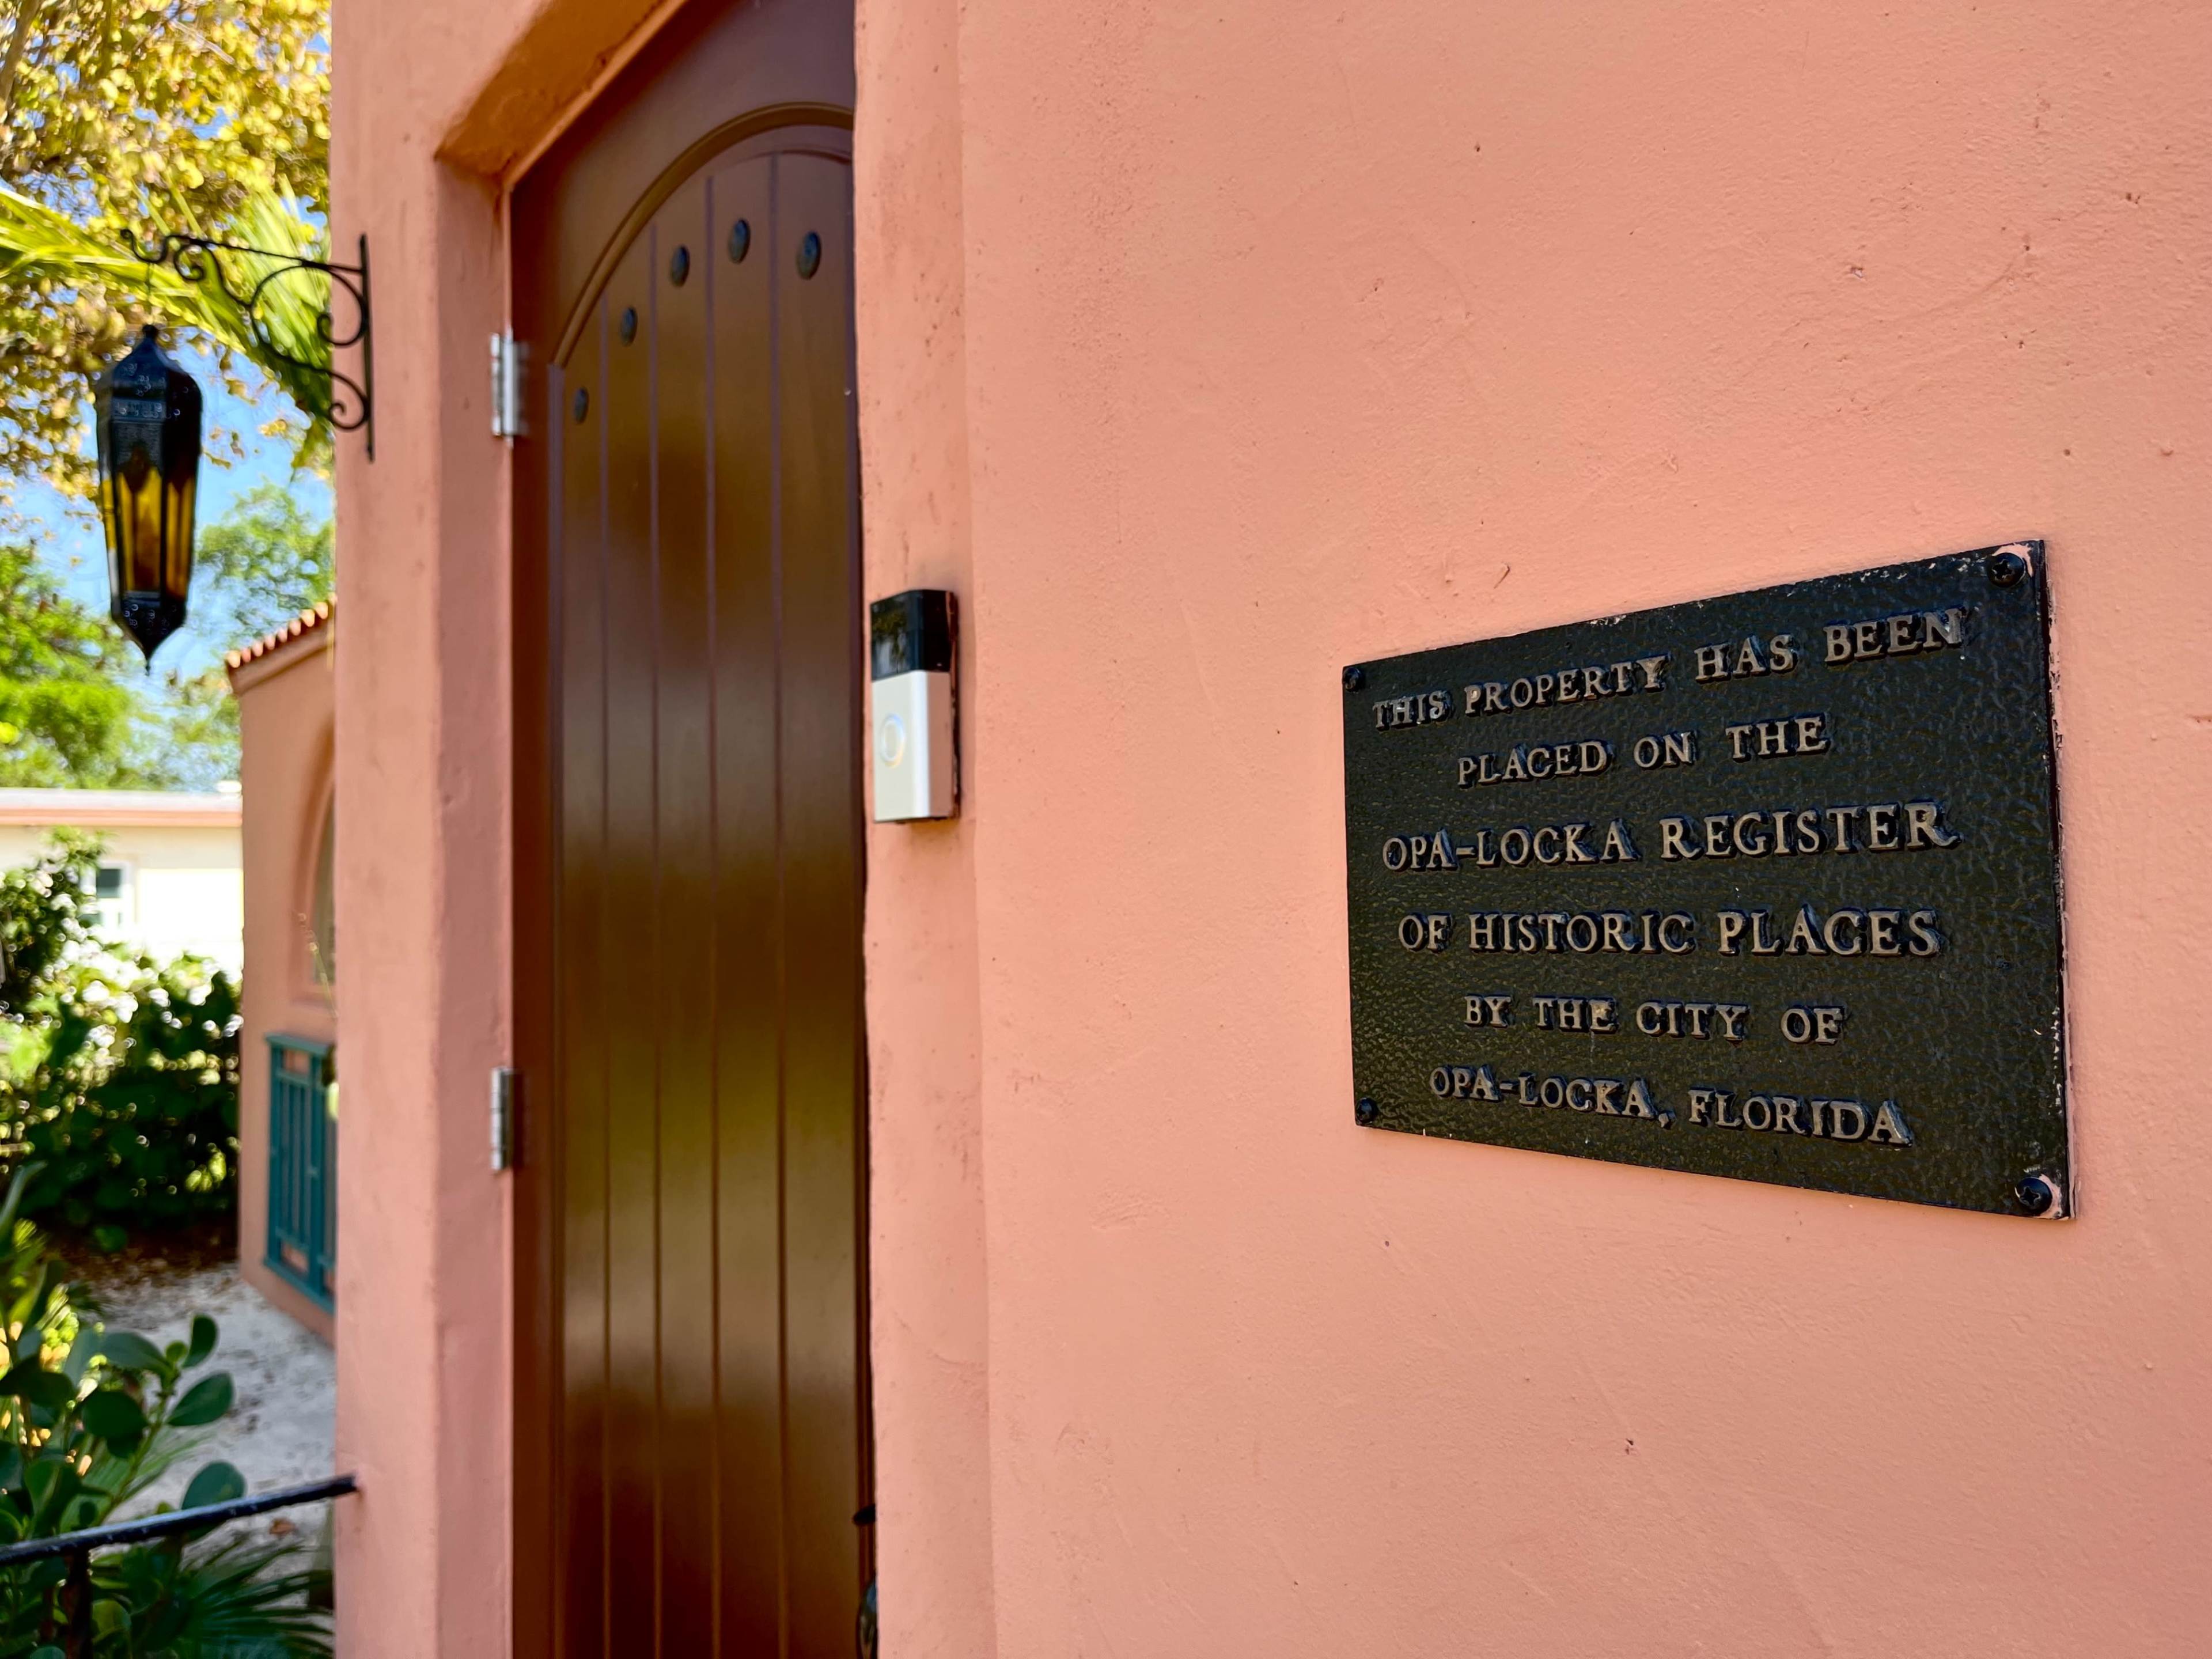 THIS PROPERTY HAS BEEN
PLACED ON THE
OPA-LOCKA REGISTER
OF HISTORIC PLACES
BY THE CITY OF
OPA-LOCKA, FLORIDA